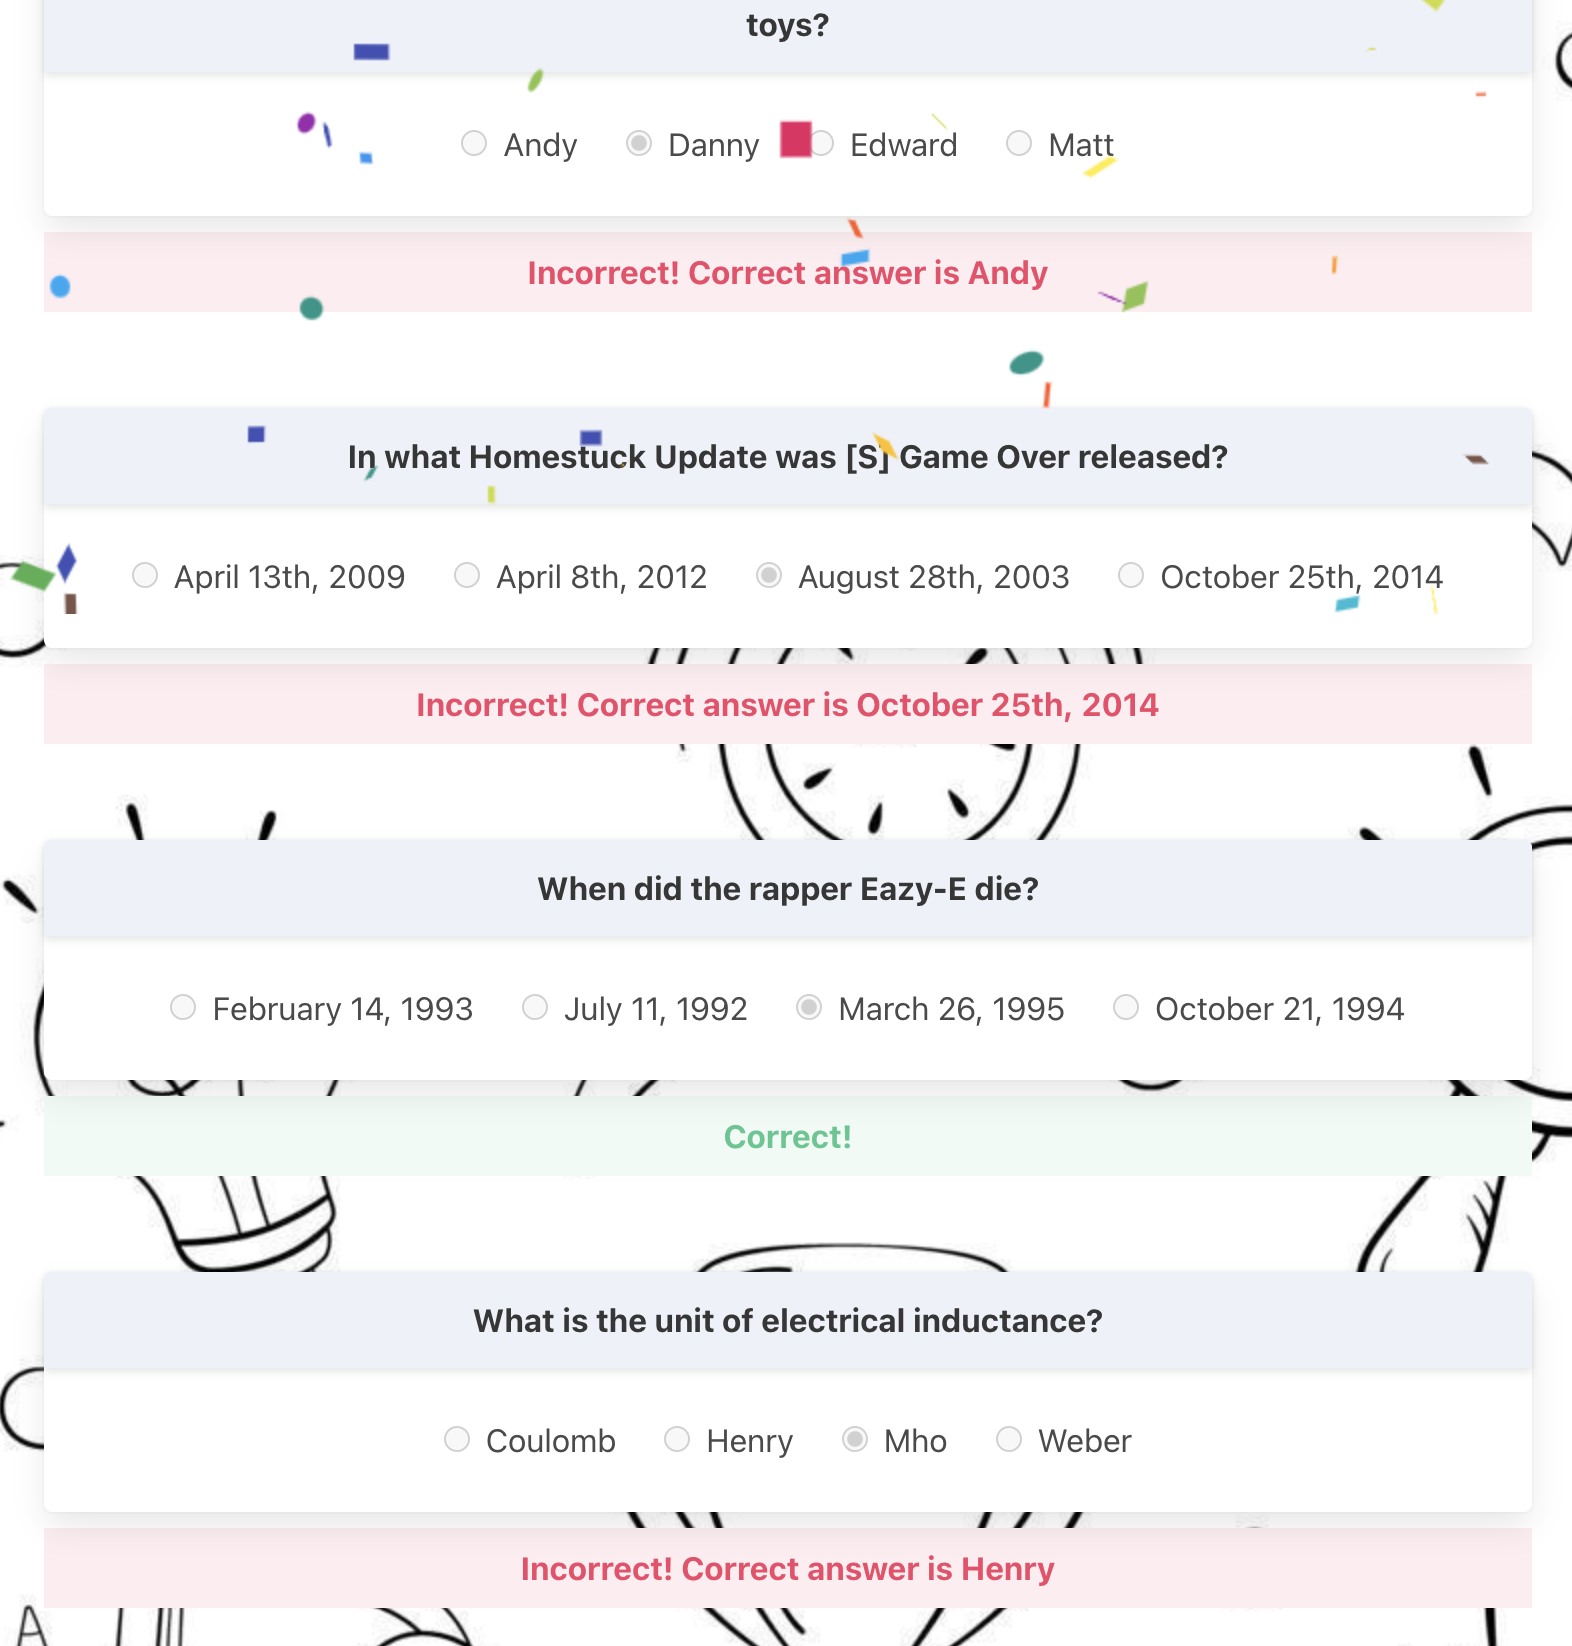 toys?
Andy Danny Edward Matt
Incorrect! Correct answer is Andy
In what Homestuck Update was [S] Game Over released?
April 13th, 2009 April 8th, 2012 August 28th, 2003 October 25th, 2014
Incorrect! Correct answer is October 25th, 2014
When did the rapper Eazy-E die?
February 14, 1993 July 11, 1992 March 26, 1995 October 21, 1994
Correct!
What is the unit of electrical inductance?
Coulomb Henry Mho Weber
Incorrect! Correct answer is Henry
A